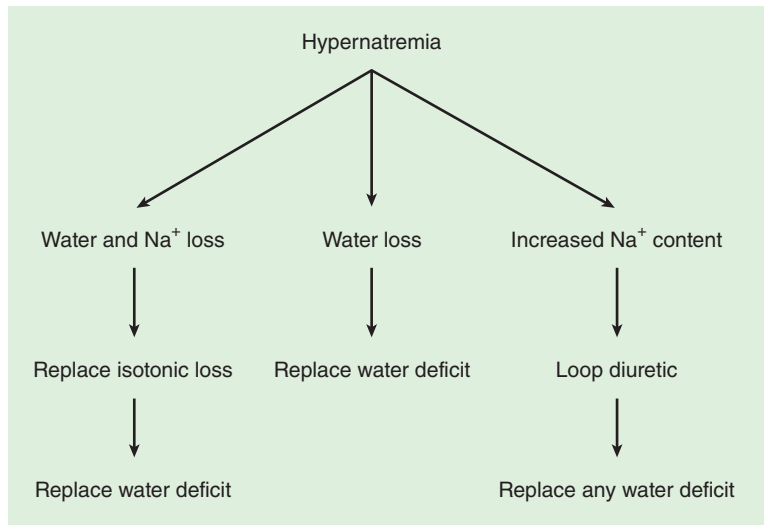 Hypernatremia
Water and Na⁺ loss
Water loss
Increased Na⁺ content
Replace isotonic loss
Replace water deficit
Loop diuretic
Replace water deficit
Replace any water deficit